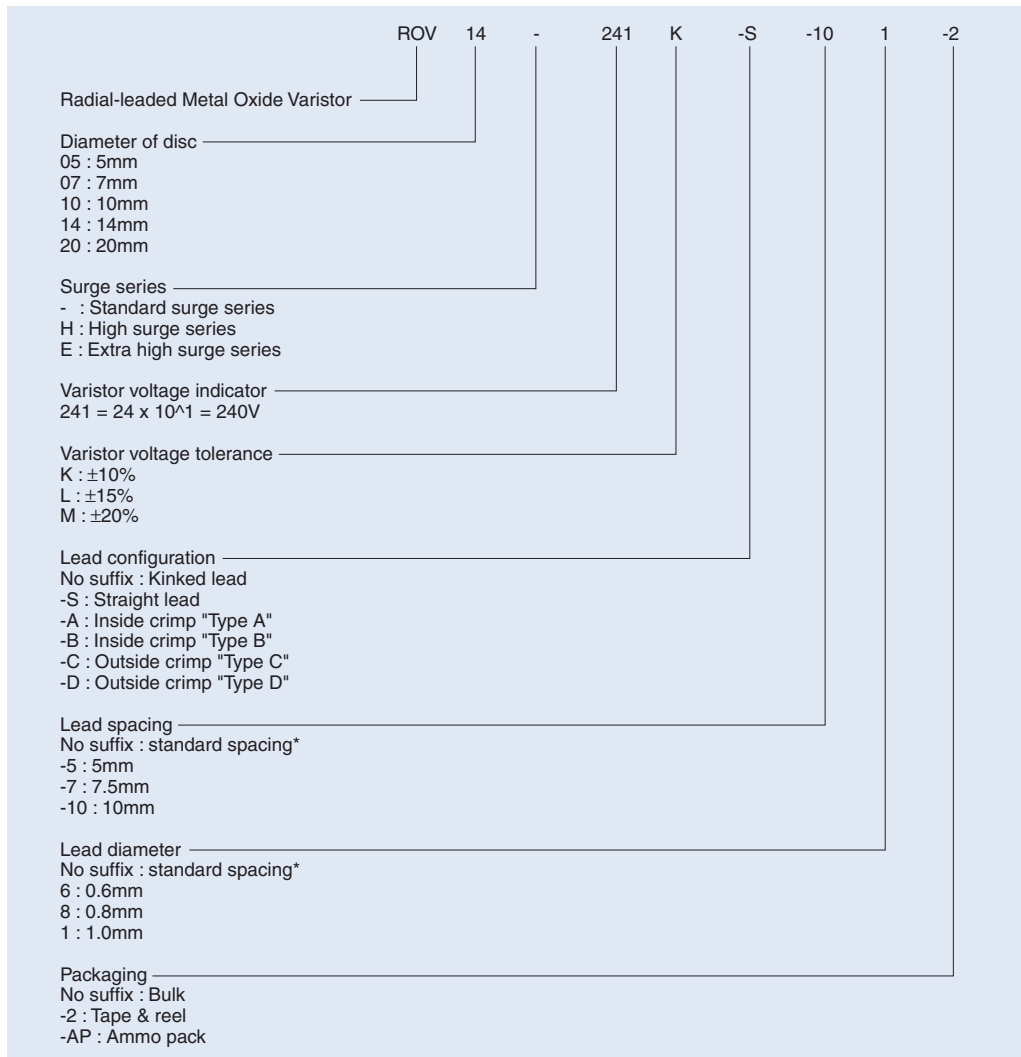 ROV 14 - 241 K -S -10 1 -2
Radial-leaded Metal Oxide Varistor
Diameter of disc
05 : 5mm
07 : 7mm
10 : 10mm
14 : 14mm
20 : 20mm
Surge series
- : Standard surge series
H : High surge series
E : Extra high surge series
Varistor voltage indicator
241 = 24 x 10^1 = 240V
Varistor voltage tolerance
K : ±10%
L : ±15%
M : ±20%
Lead configuration
No suffix : Kinked lead
-S : Straight lead
-A : Inside crimp "Type A"
-B : Inside crimp "Type B"
-C : Outside crimp "Type C"
-D : Outside crimp "Type D"
Lead spacing
No suffix : standard spacing*
-5 : 5mm
-7 : 7.5mm
-10 : 10mm
Lead diameter
No suffix : standard spacing*
6 : 0.6mm
8 : 0.8mm
1 : 1.0mm
Packaging
No suffix : Bulk
-2 : Tape & reel
-AP : Ammo pack